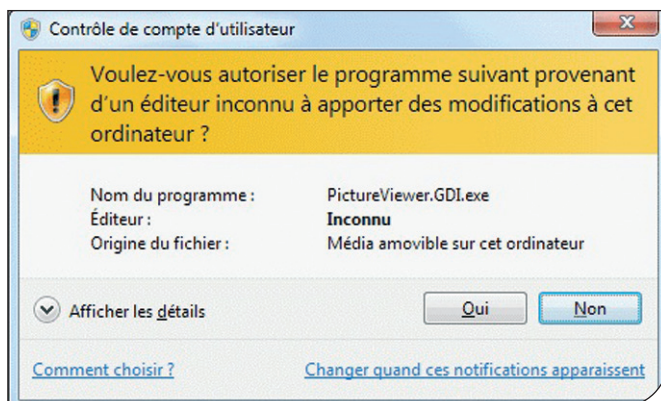 Contrôle de compte d'utilisateur
Voulez-vous autoriser le programme suivant provenant
d'un éditeur inconnu à apporter des modifications à cet
ordinateur ?
Nom du programme : PictureViewer.GDI.exe
Éditeur : Inconnu
Origine du fichier : Média amovible sur cet ordinateur
Afficher les détails Oui Non
Comment choisir ? Changer quand ces notifications apparaissent